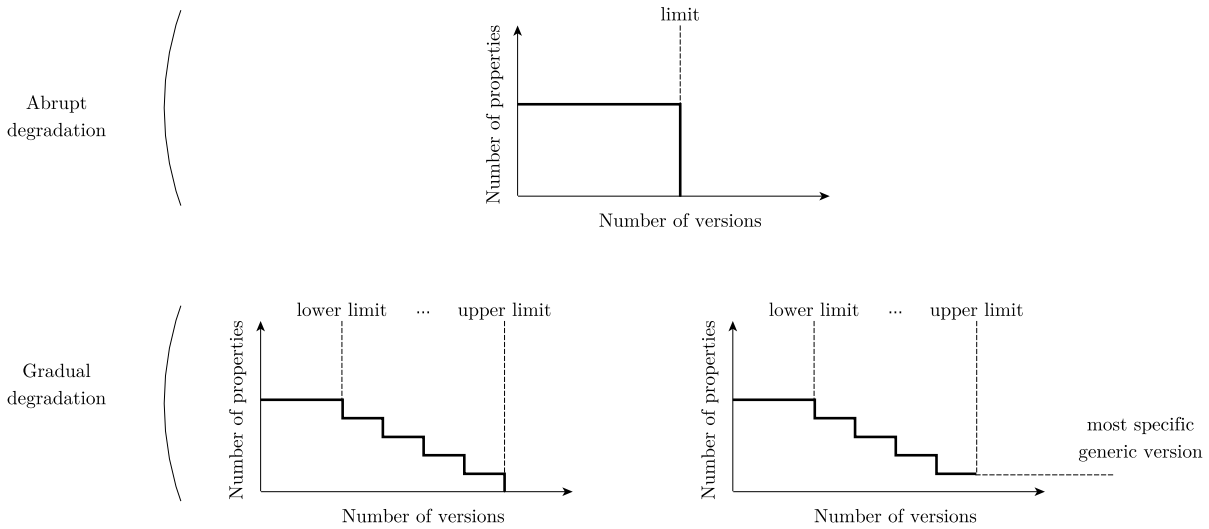 limit
Number of properties
Abrupt
degradation
Number of versions
lower limit ... upper limit
Number of properties
Gradual
degradation
Number of versions
lower limit ... upper limit
Number of properties
most specific
generic version
Number of versions